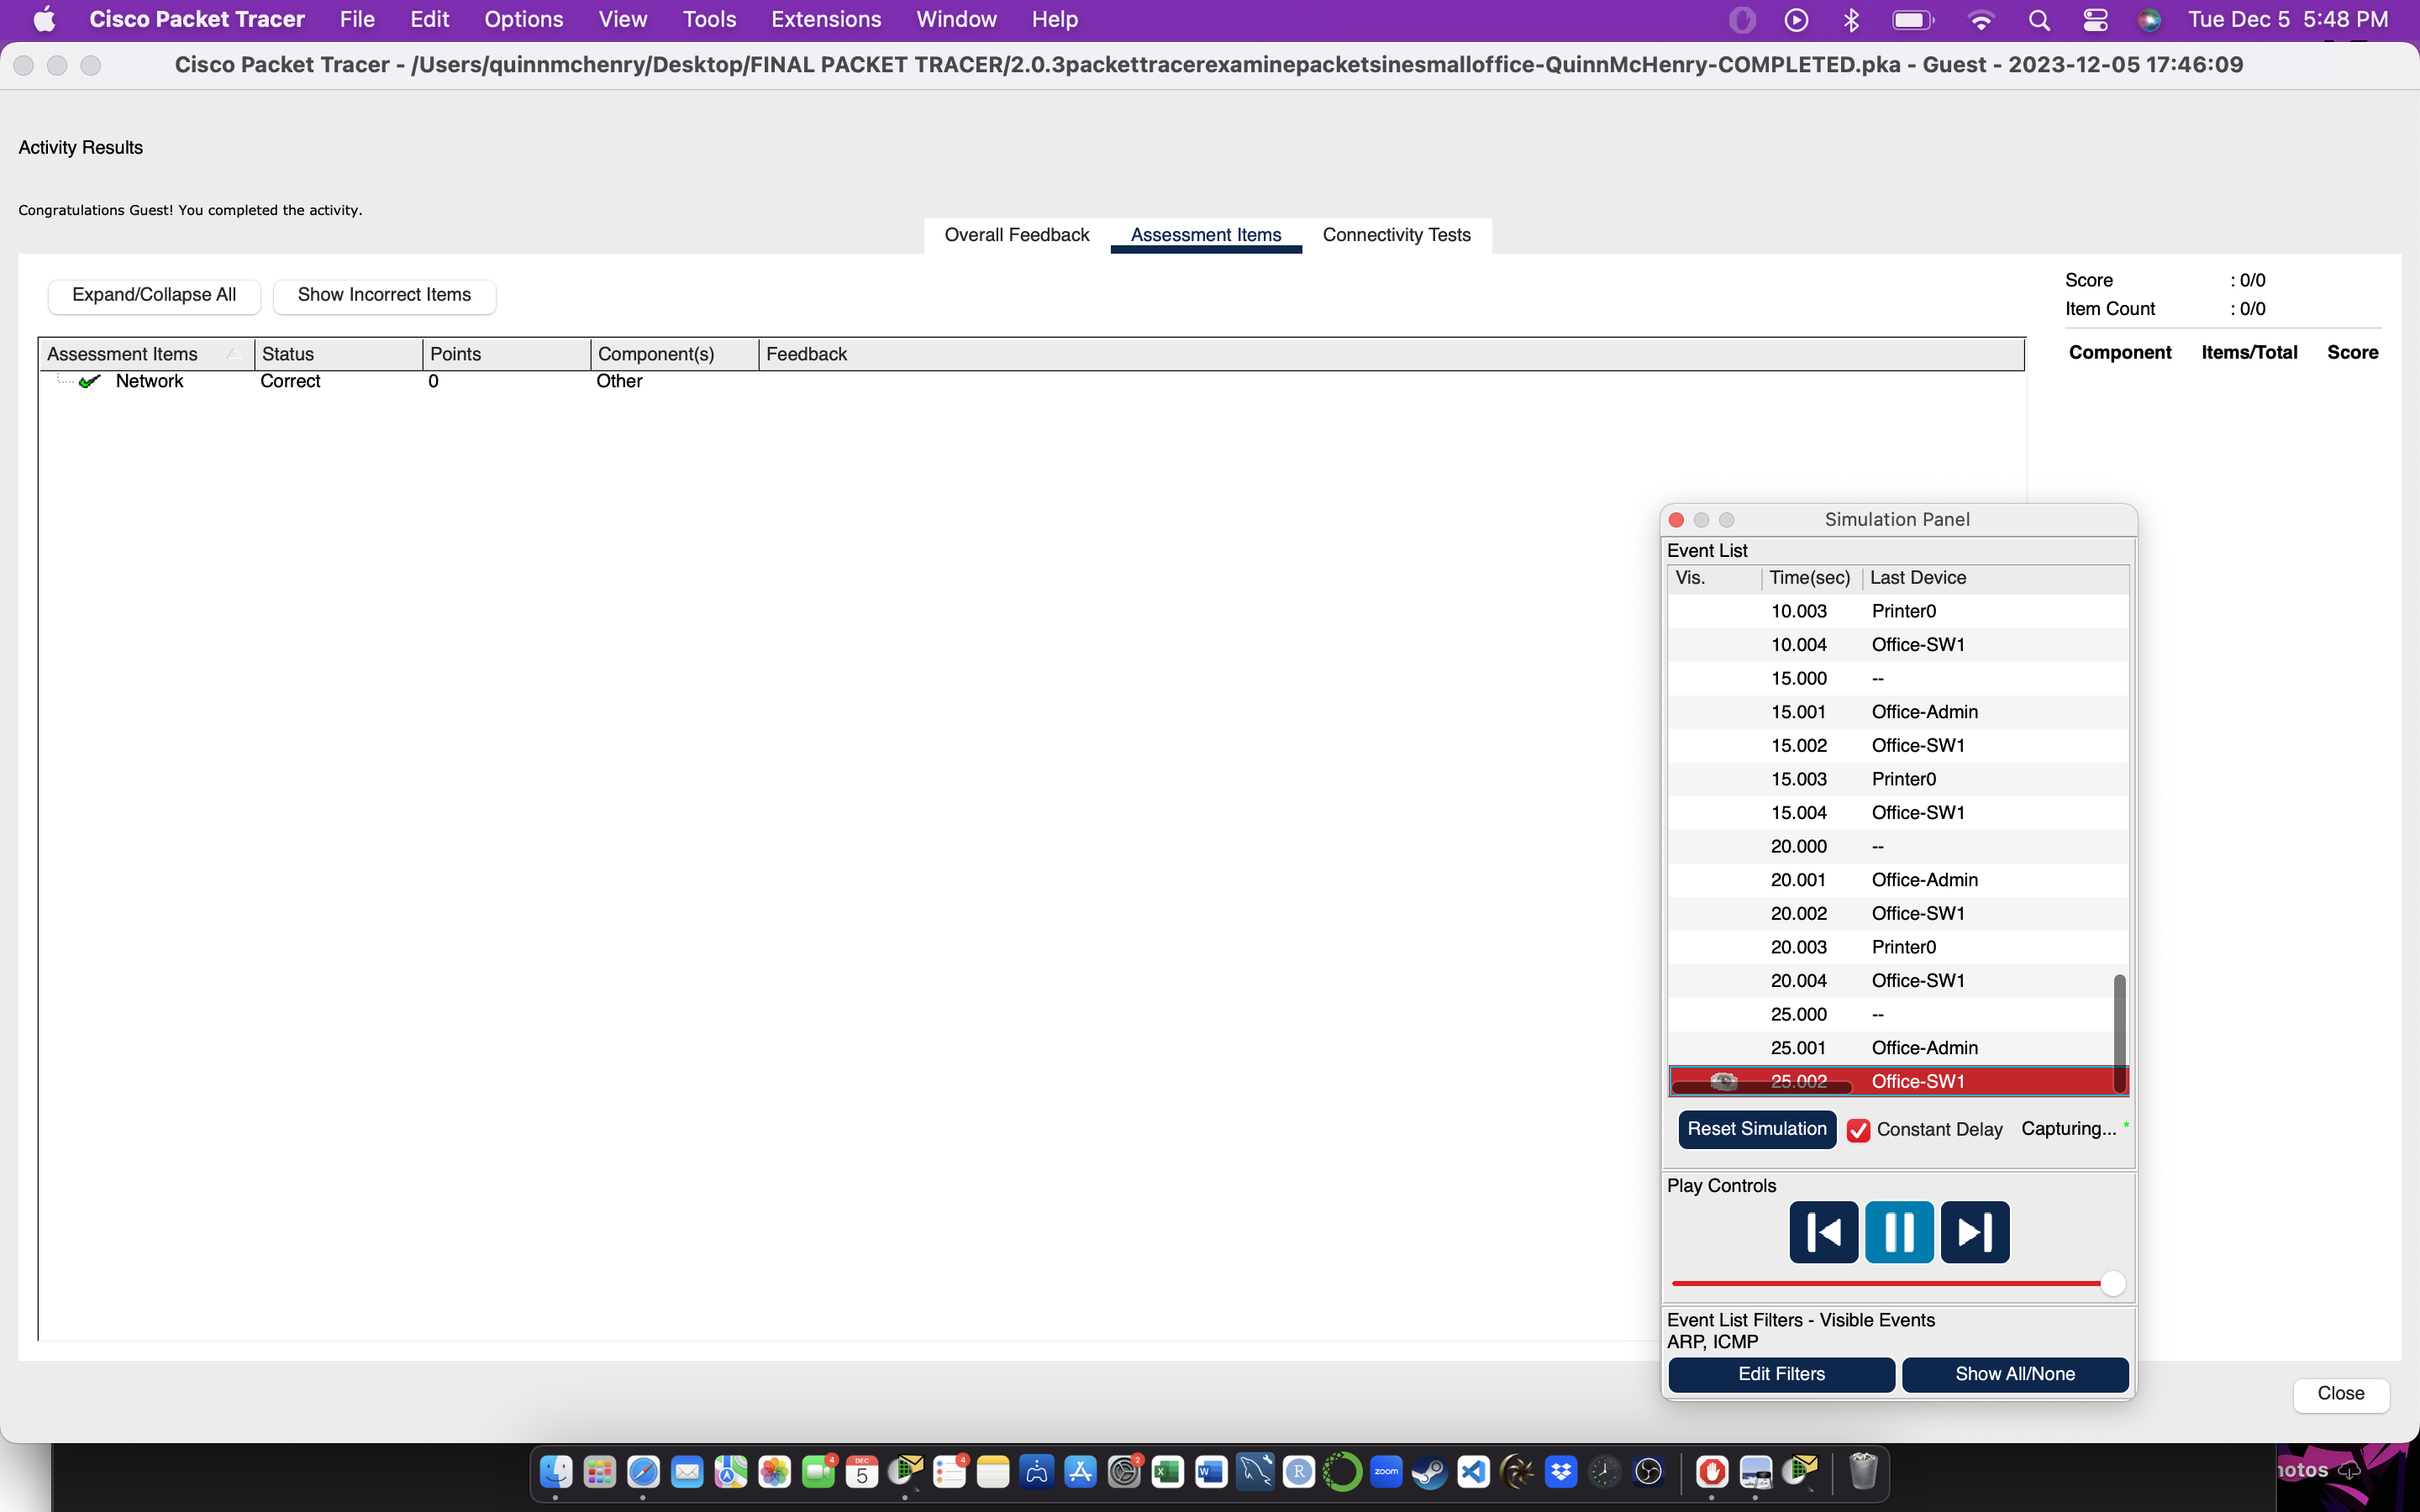 Cisco Packet Tracer File Edit Options View Tools Extensions Window Help Tue Dec 5 5:48 PM
Cisco Packet Tracer - /Users/quinnmchenry/Desktop/FINAL PACKET TRACER/2.0.3packettracerexaminepacketsinesmalloffice-QuinnMcHenry-COMPLETED.pka - Guest - 2023-12-05 17:46:09
Activity Results
Congratulations Guest! You completed the activity.
Overall Feedback Assessment Items Connectivity Tests
Expand/Collapse All Show Incorrect Items
Score : 0/0
Item Count : 0/0
Component Items/Total Score
Assessment Items Status Points Component(s) Feedback
Network Correct 0 Other
Simulation Panel
Event List
Vis. Time(sec) Last Device
10.003 Printer0
10.004 Office-SW1
15.000 --
15.001 Office-Admin
15.002 Office-SW1
15.003 Printer0
15.004 Office-SW1
20.000 --
20.001 Office-Admin
20.002 Office-SW1
20.003 Printer0
20.004 Office-SW1
25.000 --
25.001 Office-Admin
25.002 Office-SW1
Reset Simulation Constant Delay Capturing... *
Play Controls
Event List Filters - Visible Events
ARP, ICMP
Edit Filters Show All/None
Close
4 DEC 5 4 2 X W R zoom
hotos